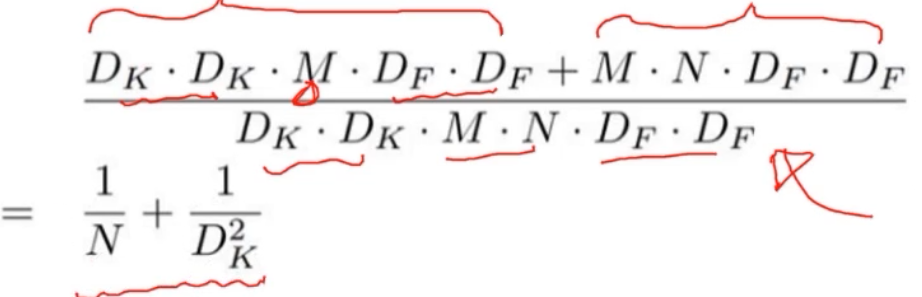 D_K · D_K · M · D_F · D_F + M · N · D_F · D_F
D_K · D_K · M · N · D_F · D_F
= 1/N + 1/D_K^2